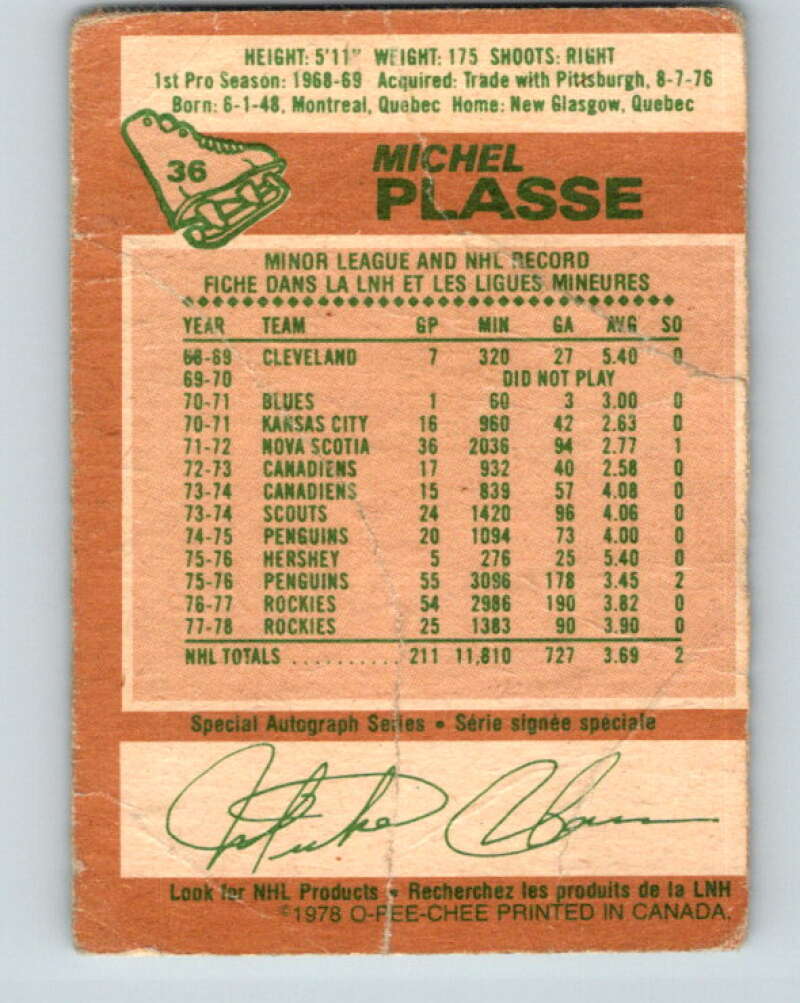 HEIGHT: 5'11" WEIGHT: 175 SHOOTS: RIGHT
1st Pro Season: 1968-69 Acquired: Trade with Pittsburgh, 8-7-76
Born: 6-1-48, Montreal, Quebec Home: New Glasgow, Quebec
36
MICHEL
PLASSE
MINOR LEAGUE AND NHL RECORD
FICHE DANS LA LNH ET LES LIGUES MINEURES
YEAR TEAM GP MIN GA AVG SO
68-69 CLEVELAND 7 320 27 5.40 0
69-70 DID NOT PLAY
70-71 BLUES 1 60 3 3.00 0
70-71 KANSAS CITY 16 960 42 2.63 0
71-72 NOVA SCOTIA 36 2036 94 2.77 1
72-73 CANADIENS 17 932 40 2.58 0
73-74 CANADIENS 15 839 57 4.08 0
73-74 SCOUTS 24 1420 96 4.06 0
74-75 PENGUINS 20 1094 73 4.00 0
75-76 HERSHEY 5 276 25 5.40 0
75-76 PENGUINS 55 3096 178 3.45 2
76-77 ROCKIES 54 2986 190 3.82 0
77-78 ROCKIES 25 1383 90 3.90 0
NHL TOTALS .......... 211 11,810 727 3.69 2
Special Autograph Series • Série signée spéciale
Look for NHL Products • Recherchez les produits de la LNH
©1978 O-PEE-CHEE PRINTED IN CANADA.